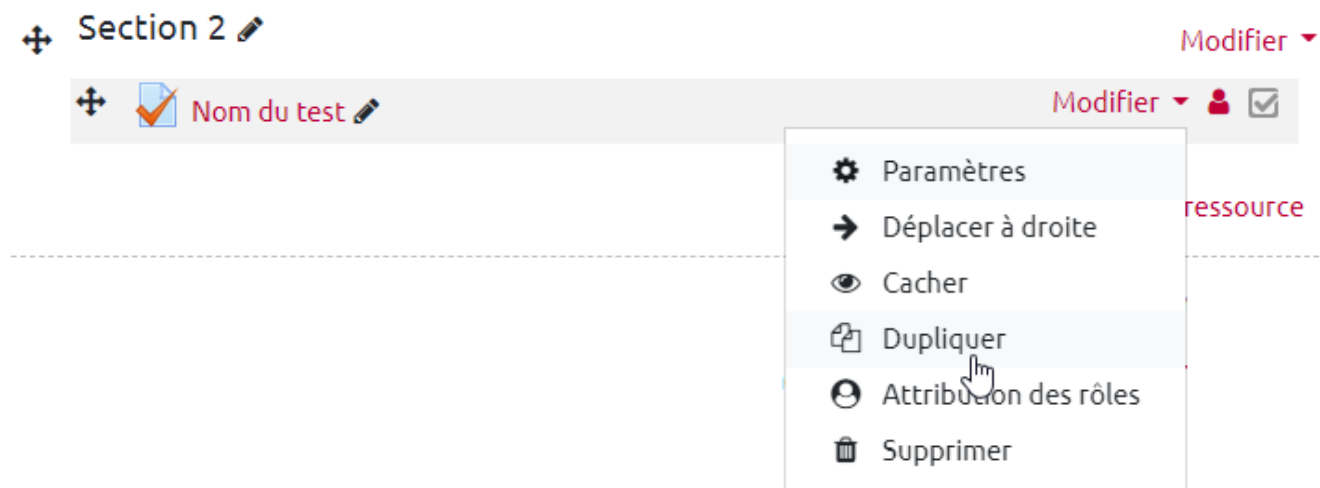 Section 2
Modifier
Nom du test
Modifier
Paramètres
ressource
Déplacer à droite
Cacher
Dupliquer
Attribution des rôles
Supprimer